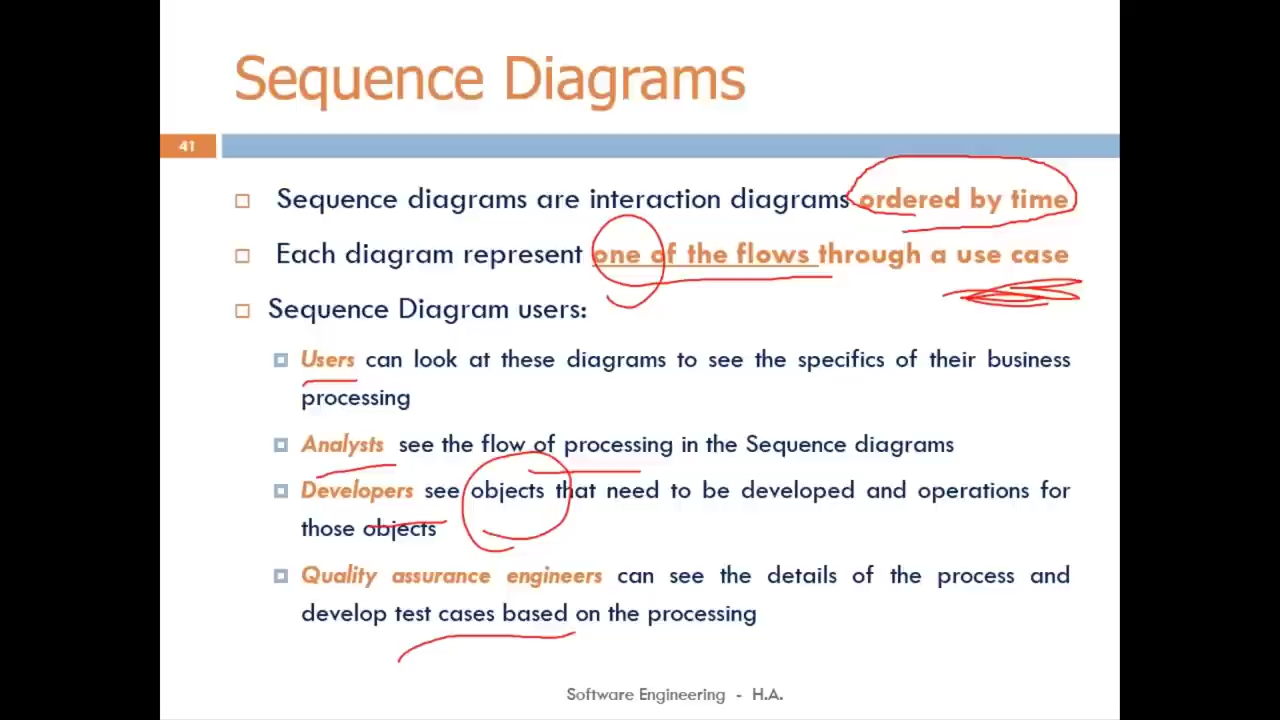 Sequence Diagrams
41
Sequence diagrams are interaction diagrams ordered by time
Each diagram represent one of the flows through a use case
Sequence Diagram users:
Users can look at these diagrams to see the specifics of their business
processing
Analysts see the flow of processing in the Sequence diagrams
Developers see objects that need to be developed and operations for
those objects
Quality assurance engineers can see the details of the process and
develop test cases based on the processing
Software Engineering - H.A.